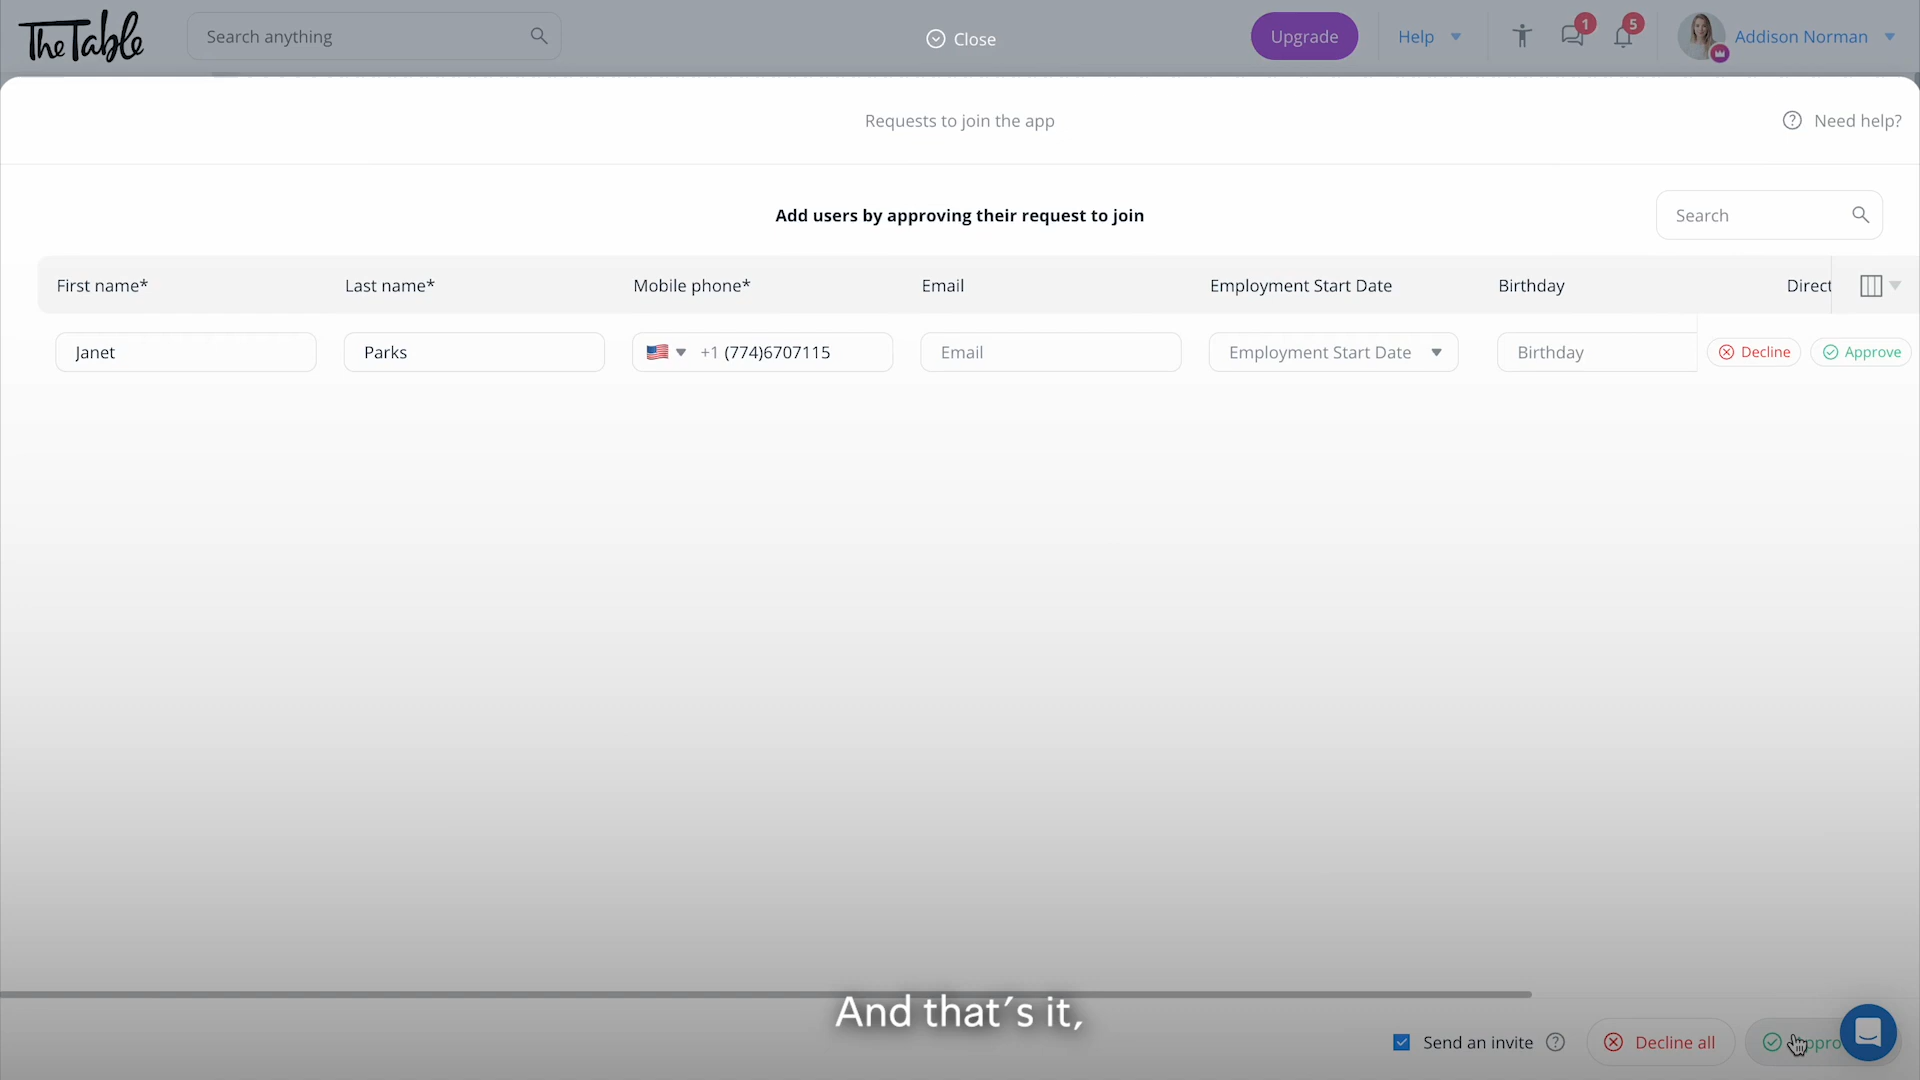 The Table
Search anything
Close
Upgrade
Help
1
5
Addison Norman
Requests to join the app
Need help?
Add users by approving their request to join
Search
First name*
Last name*
Mobile phone*
Email
Employment Start Date
Birthday
Direct
Janet
Parks
+1 (774)6707115
Email
Employment Start Date
Birthday
Decline
Approve
And that's it,
Send an invite
Decline all